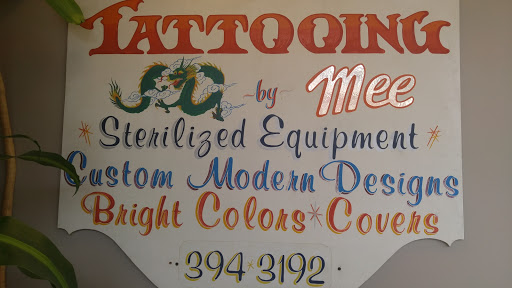 TATTOOING
~by~ Mee
* Sterilized Equipment *
Custom Modern Designs
Bright Colors * Covers
· 394*3192 ·